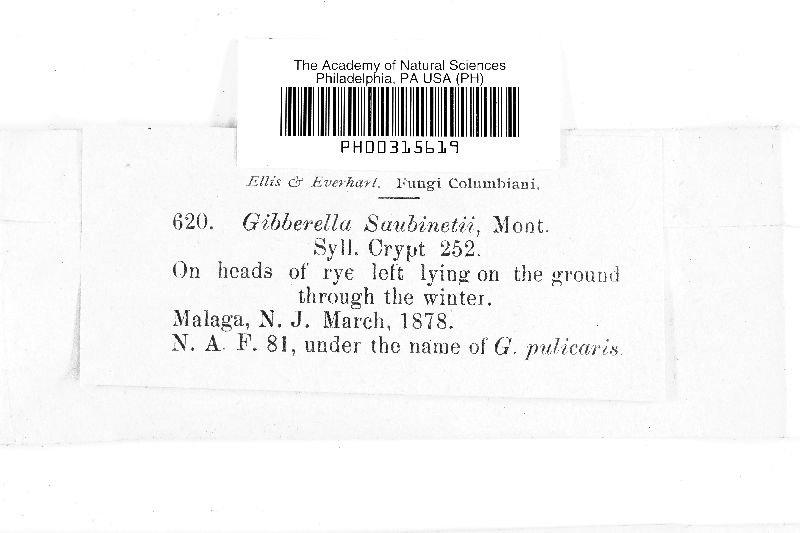 The Academy of Natural Sciences
Philadelphia, PA USA (PH)
PH00315619
Ellis & Everhart. Fungi Columbiani.
620. Gibberella Saubinetii, Mont.
Syll. Crypt 252.
On heads of rye left lying on the ground
through the winter.
Malaga, N. J. March, 1878.
N. A. F. 81, under the name of G. pulicaris.